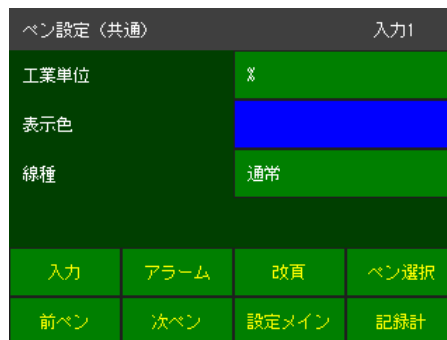 ペン設定（共通） 入力1
工業単位 %
表示色
線種 通常
入力 アラーム 改頁 ペン選択
前ペン 次ペン 設定メイン 記録計